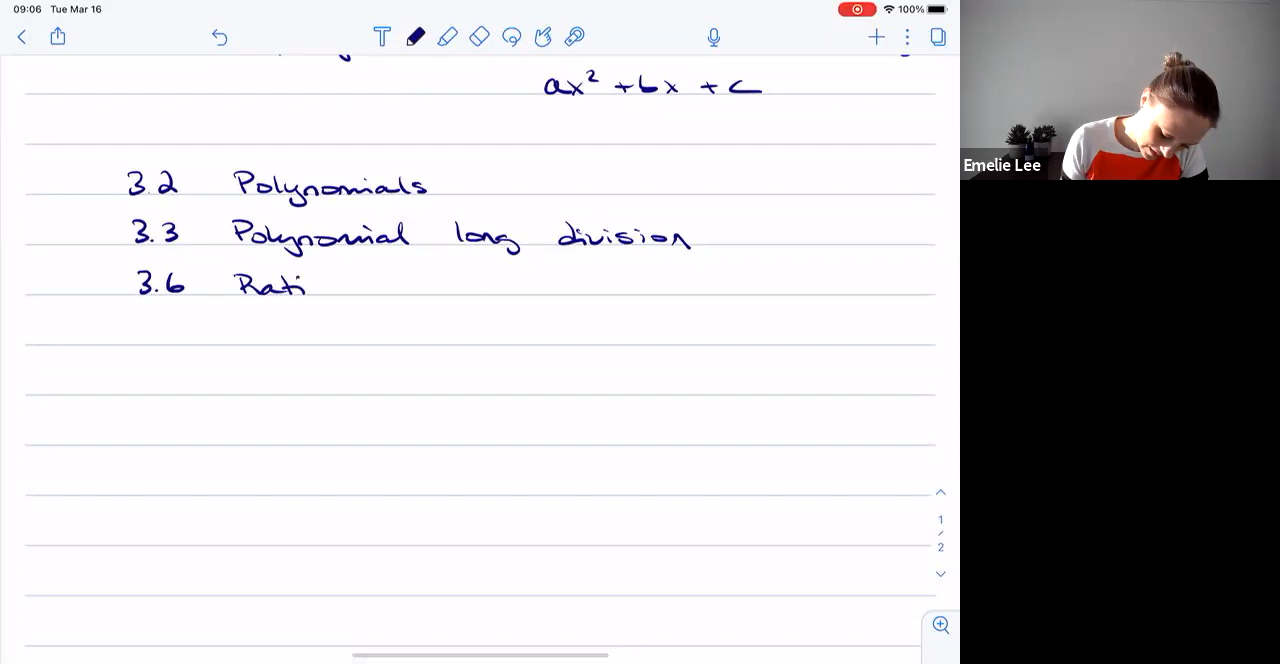 09:06 Tue Mar 16
100%
T
ax² + bx + c
Emelie Lee
3.2 Polynomials
3.3 Polynomial long division
3.6 Rati
1
/
2